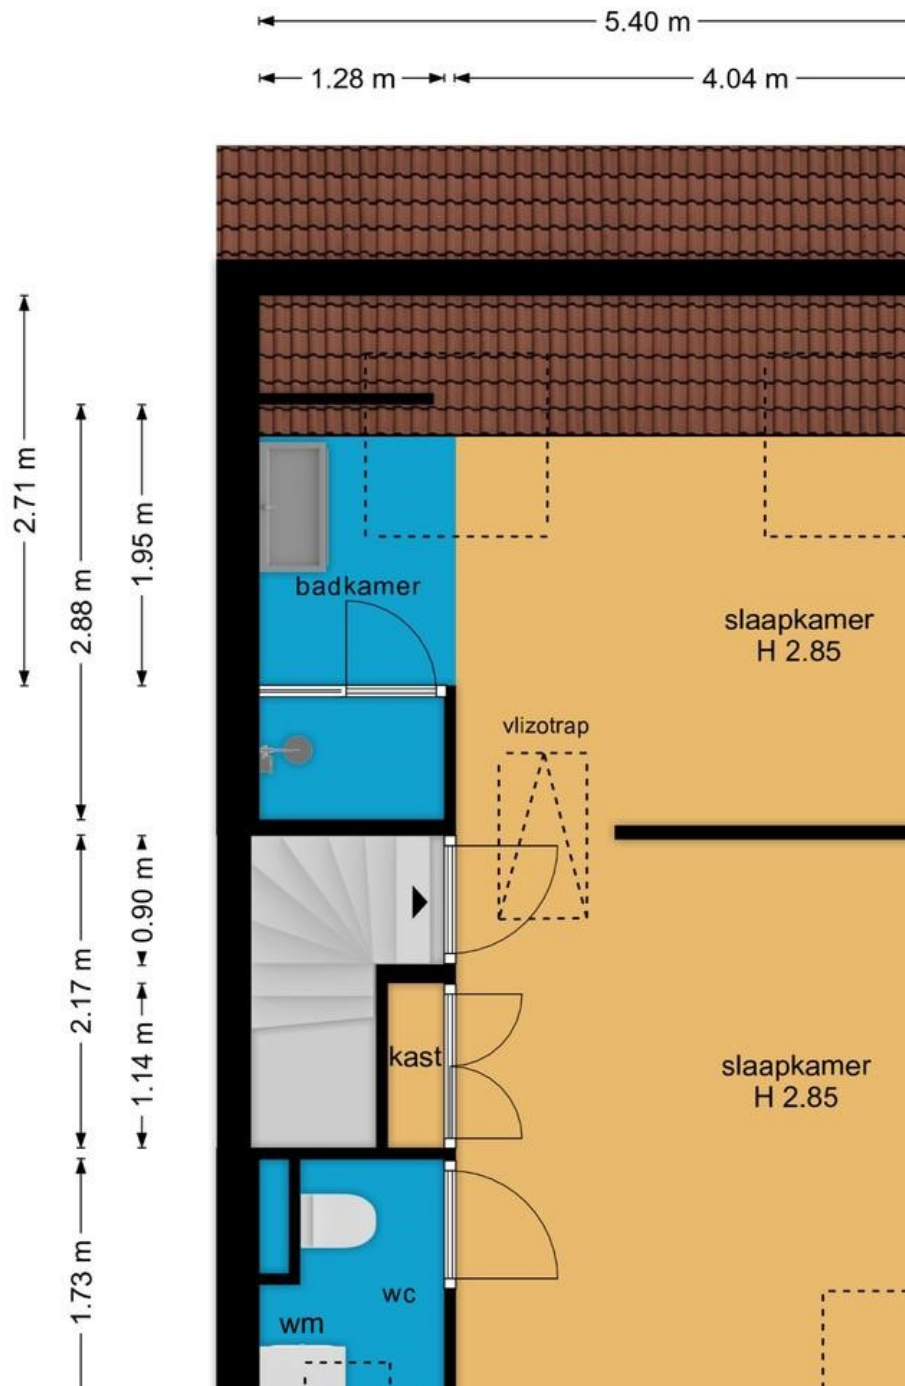 5.40 m
1.28 m
4.04 m
2.71 m
2.88 m
1.95 m
badkamer
slaapkamer
H 2.85
vlizotrap
0.90 m
2.17 m
1.14 m
kast
slaapkamer
H 2.85
1.73 m
wc
wm